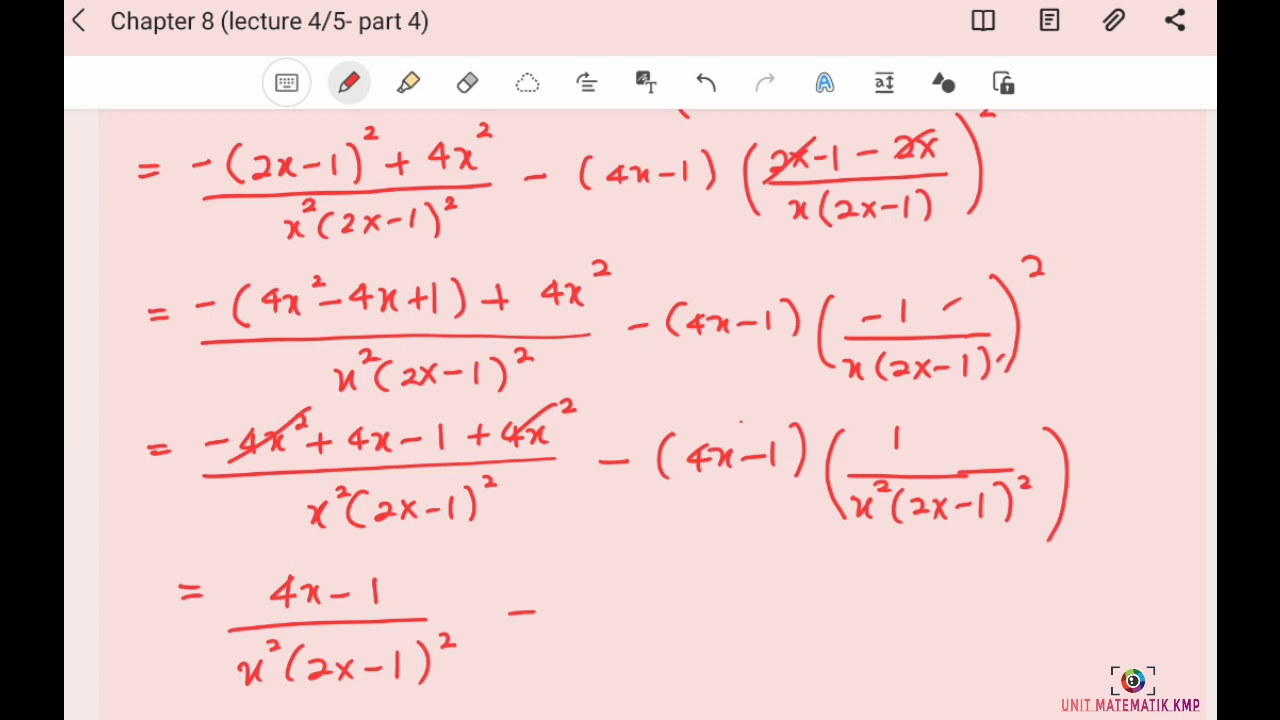 Chapter 8 (lecture 4/5- part 4)
= -(2x-1)² + 4x² / x²(2x-1)² - (4x-1) (2x-1-2x / x(2x-1))²
= -(4x²-4x+1) + 4x² / x²(2x-1)² - (4x-1) (-1 / x(2x-1))²
= -4x² + 4x - 1 + 4x² / x²(2x-1)² - (4x-1) (1 / x²(2x-1)²)
= 4x-1 / x²(2x-1)² -
UNIT MATEMATIK KMP